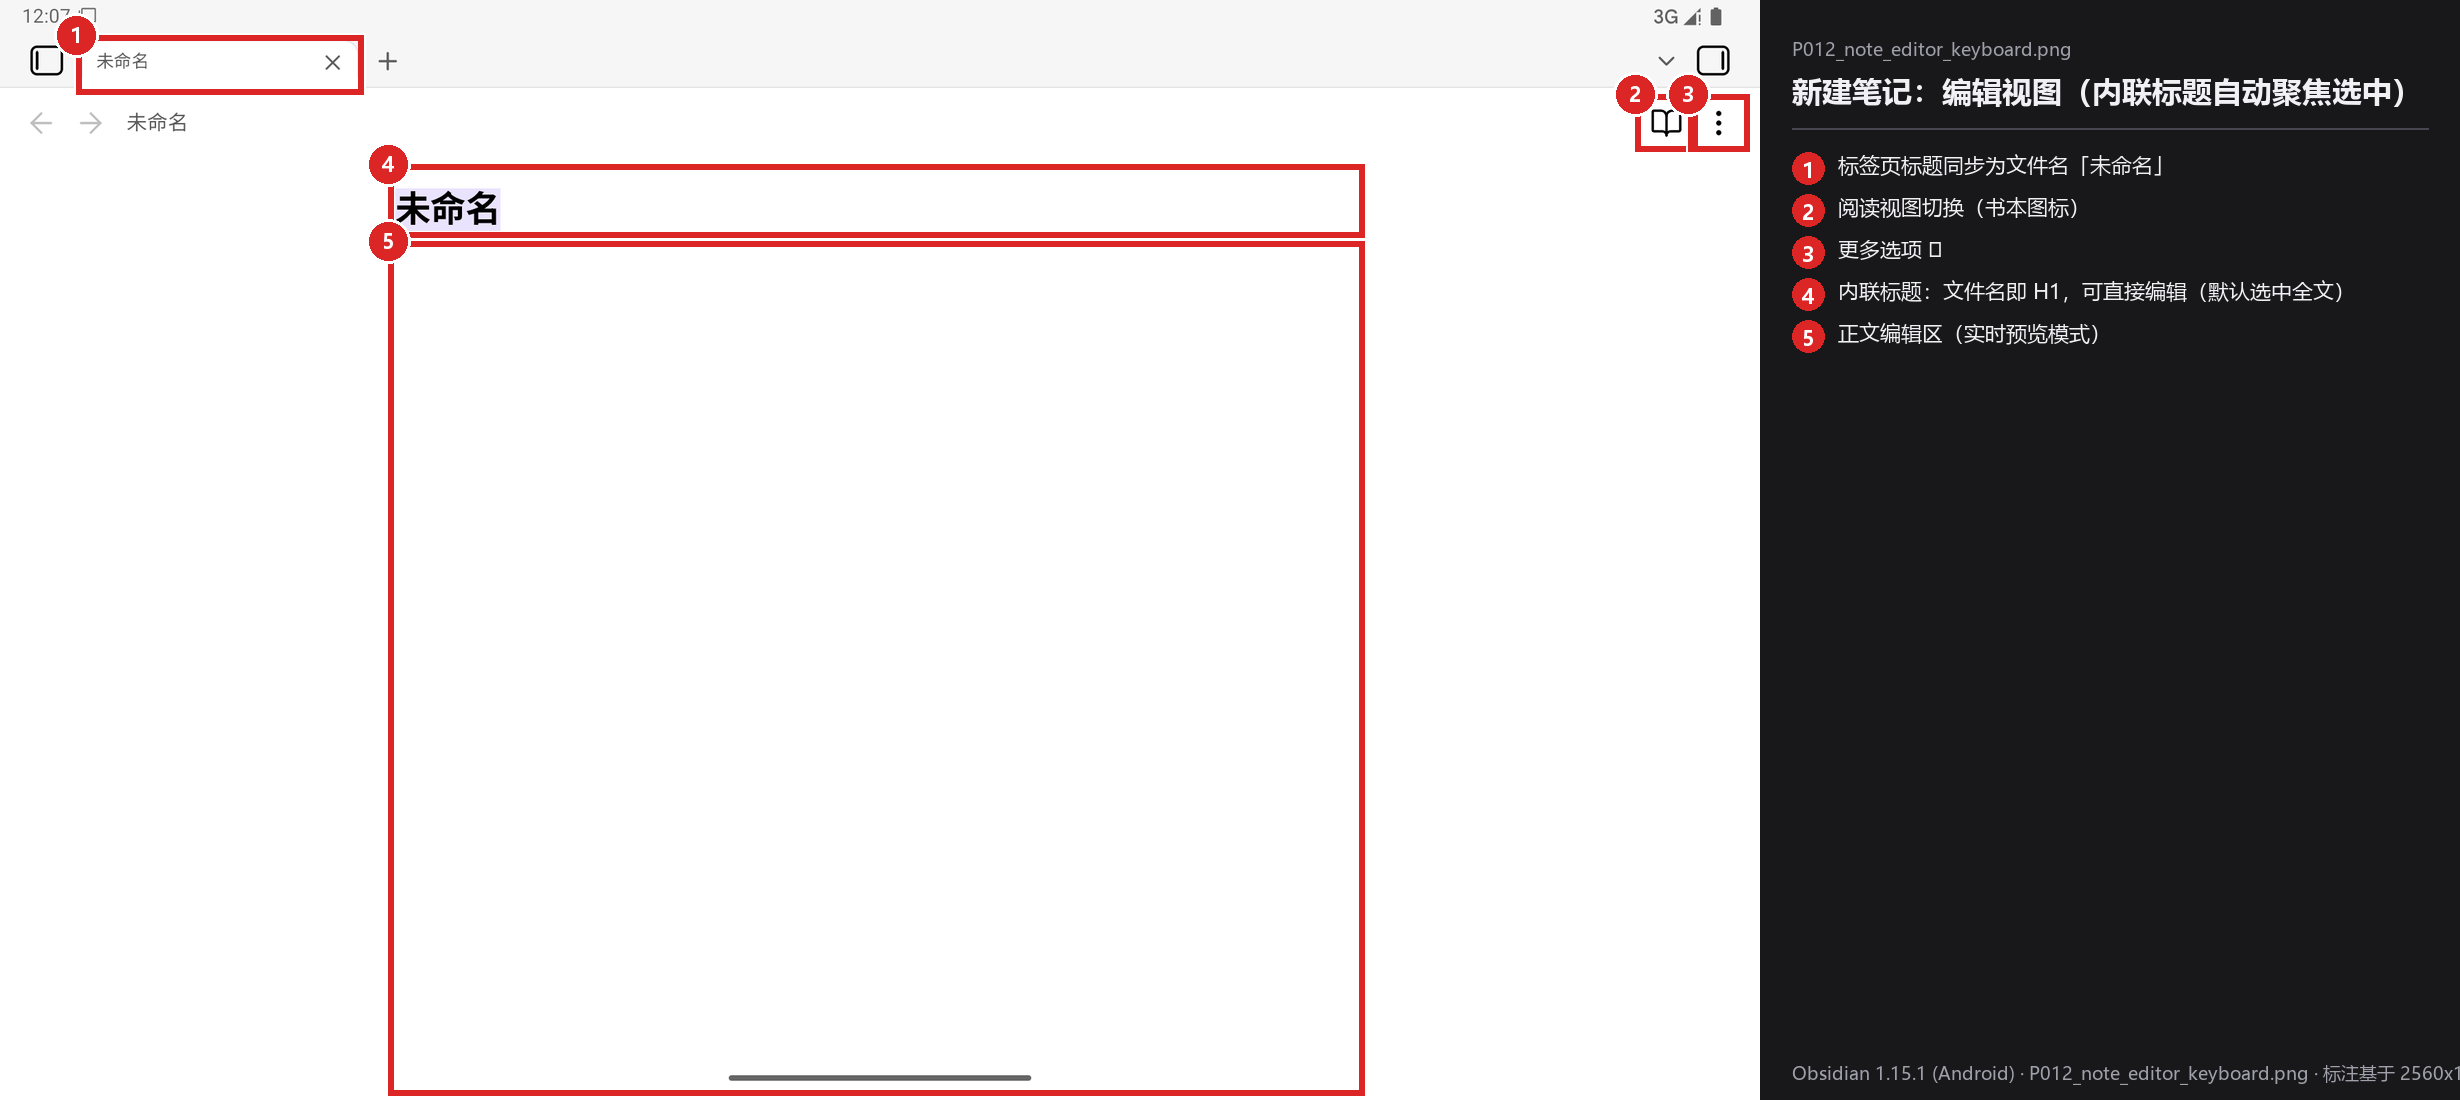 12:07
3G
未命名
未命名
未命名
1
2
3
4
5
P012_note_editor_keyboard.png
新建笔记：编辑视图（内联标题自动聚焦选中）
1 标签页标题同步为文件名「未命名」
2 阅读视图切换（书本图标）
3 更多选项
4 内联标题：文件名即 H1，可直接编辑（默认选中全文）
5 正文编辑区（实时预览模式）
Obsidian 1.15.1 (Android) · P012_note_editor_keyboard.png · 标注基于 2560x1